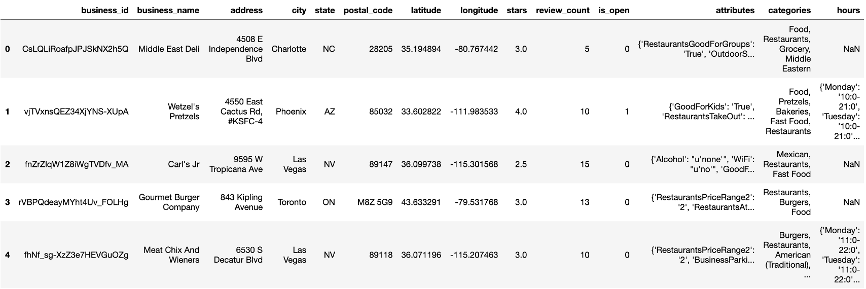 business_id business_name address city state postal_code latitude longitude stars review_count is_open attributes categories hours
0 CsLQLiRoafpJPJSkNX2h5Q Middle East Deli 4508 E Independence Blvd Charlotte NC 28205 35.194894 -80.767442 3.0 5 0 {'RestaurantsGoodForGroups': 'True', 'OutdoorS... Food, Restaurants, Grocery, Middle Eastern NaN
1 vjTVxnsQEZ34XjYNS-XUpA Wetzel's Pretzels 4550 East Cactus Rd, #KSFC-4 Phoenix AZ 85032 33.602822 -111.983533 4.0 10 1 {'GoodForKids': 'True', 'RestaurantsTakeOut': ... Food, Pretzels, Bakeries, Fast Food, Restaurants {'Monday': '10:0-21:0', 'Tuesday': '10:0-21:0'...
2 fnZrZlqW1Z8iWgTVDfv_MA Carl's Jr 9595 W Tropicana Ave Las Vegas NV 89147 36.099738 -115.301568 2.5 15 0 {'Alcohol': "u'none'", 'WiFi': "u'no'", 'GoodF... Mexican, Restaurants, Fast Food NaN
3 rVBPQdeayMYht4Uv_FOLHg Gourmet Burger Company 843 Kipling Avenue Toronto ON M8Z 5G9 43.633291 -79.531768 3.0 13 0 {'RestaurantsPriceRange2': '2', 'RestaurantsAt... Restaurants, Burgers, Food NaN
4 fhNf_sg-XzZ3e7HEVGuOZg Meat Chix And Wieners 6530 S Decatur Blvd Las Vegas NV 89118 36.071196 -115.207463 3.0 10 0 {'RestaurantsPriceRange2': '2', 'BusinessParki... Burgers, Restaurants, American (Traditional), ... {'Monday': '11:0-22:0', 'Tuesday': '11:0-22:0'...